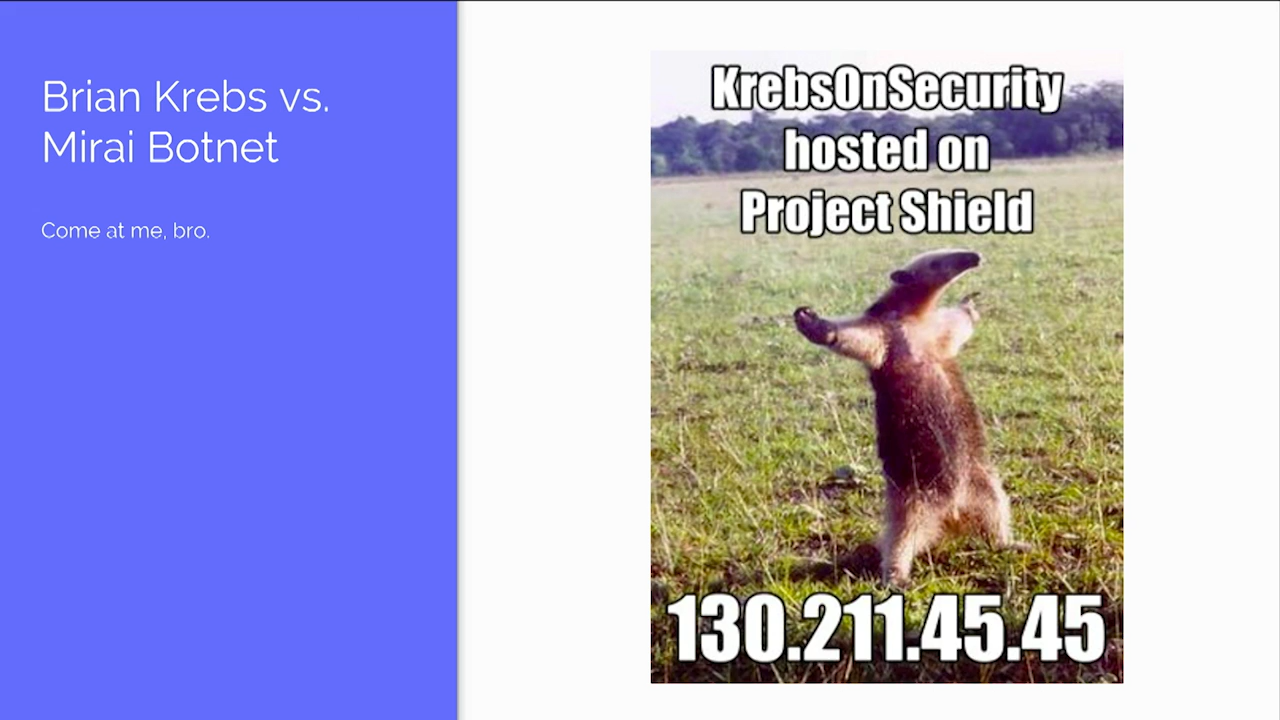 Brian Krebs vs.
Mirai Botnet
Come at me, bro.
KrebsOnSecurity
hosted on
Project Shield
130.211.45.45